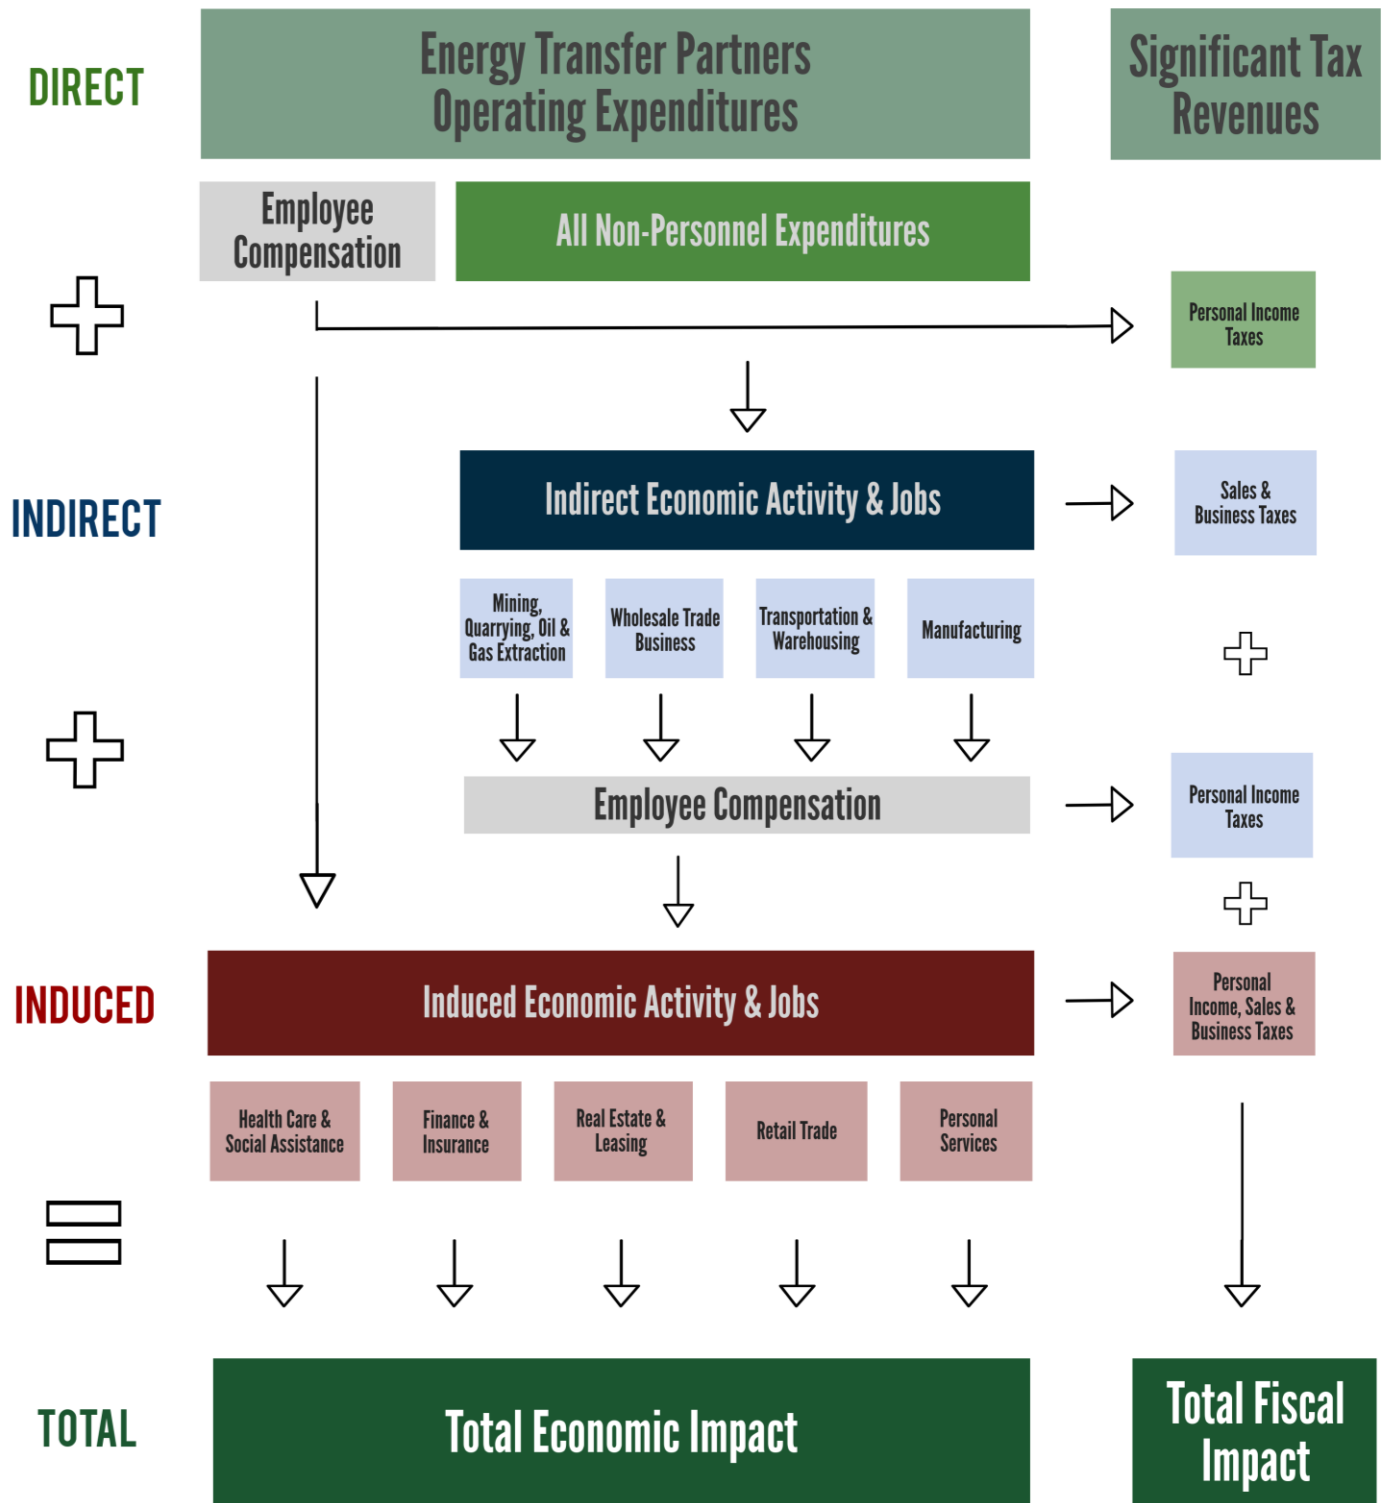 DIRECT
Energy Transfer Partners
Operating Expenditures
Significant Tax
Revenues
Employee
Compensation
All Non-Personnel Expenditures
Personal Income
Taxes
INDIRECT
Indirect Economic Activity & Jobs
Sales &
Business Taxes
Mining,
Quarrying, Oil &
Gas Extraction
Wholesale Trade
Business
Transportation &
Warehousing
Manufacturing
Employee Compensation
Personal Income
Taxes
INDUCED
Induced Economic Activity & Jobs
Personal
Income, Sales &
Business Taxes
Health Care &
Social Assistance
Finance &
Insurance
Real Estate &
Leasing
Retail Trade
Personal
Services
TOTAL
Total Economic Impact
Total Fiscal
Impact